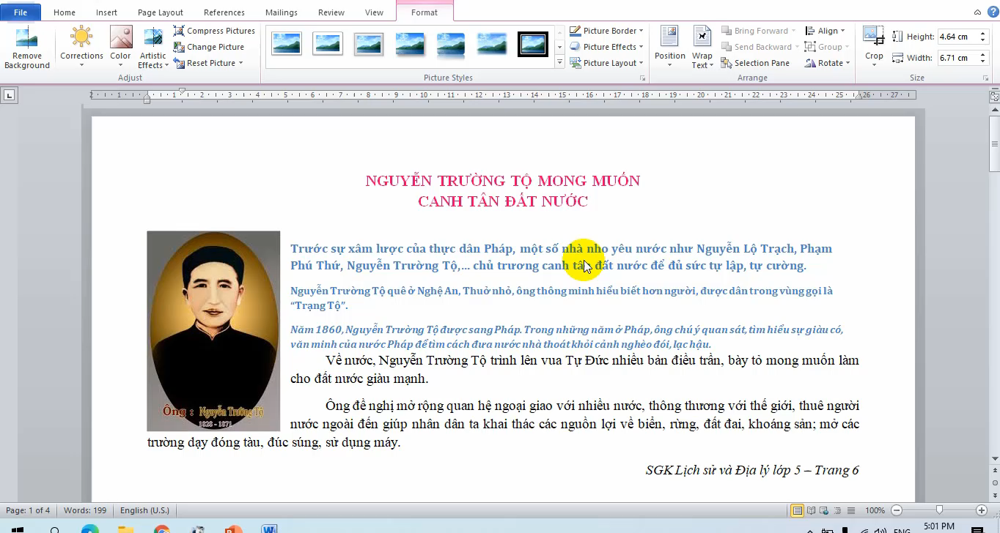 File Home Insert Page Layout References Mailings Review View Format
Remove Background
Corrections
Color
Artistic Effects
Compress Pictures
Change Picture
Reset Picture
Adjust
Picture Styles
Picture Border
Picture Effects
Picture Layout
Position
Wrap Text
Bring Forward
Send Backward
Selection Pane
Align
Group
Rotate
Arrange
Crop
Height: 4.64 cm
Width: 6.71 cm
Size
2 1 1 2 3 4 5 6 7 8 9 10 11 12 13 14 15 16 17 18 19 20 21 22 23 24 25 26 27
NGUYỄN TRƯỜNG TỘ MONG MUỐN
CANH TÂN ĐẤT NƯỚC
Trước sự xâm lược của thực dân Pháp, một số nhà nho yêu nước như Nguyễn Lộ Trạch, Phạm
Phú Thứ, Nguyễn Trường Tộ,... chủ trương canh tân đất nước để đủ sức tự lập, tự cường.
Nguyễn Trường Tộ quê ở Nghệ An, Thuở nhỏ, ông thông minh hiểu biết hơn người, được dân trong vùng gọi là
“Trạng Tộ”.
Năm 1860, Nguyễn Trường Tộ được sang Pháp. Trong những năm ở Pháp, ông chú ý quan sát, tìm hiểu sự giàu có,
văn minh của nước Pháp để tìm cách đưa nước nhà thoát khỏi cảnh nghèo đói, lạc hậu.
Về nước, Nguyễn Trường Tộ trình lên vua Tự Đức nhiều bản điều trần, bày tỏ mong muốn làm
cho đất nước giàu mạnh.
Ông đề nghị mở rộng quan hệ ngoại giao với nhiều nước, thông thương với thế giới, thuê người
nước ngoài đến giúp nhân dân ta khai thác các nguồn lợi về biển, rừng, đất đai, khoáng sản; mở các
trường dạy đóng tàu, đúc súng, sử dụng máy.
Ông : Nguyễn Trường Tộ
1828 - 1871
SGK Lịch sử và Địa lý lớp 5 – Trang 6
Page: 1 of 4 Words: 199 English (U.S.) 100%
ENG 5:01 PM